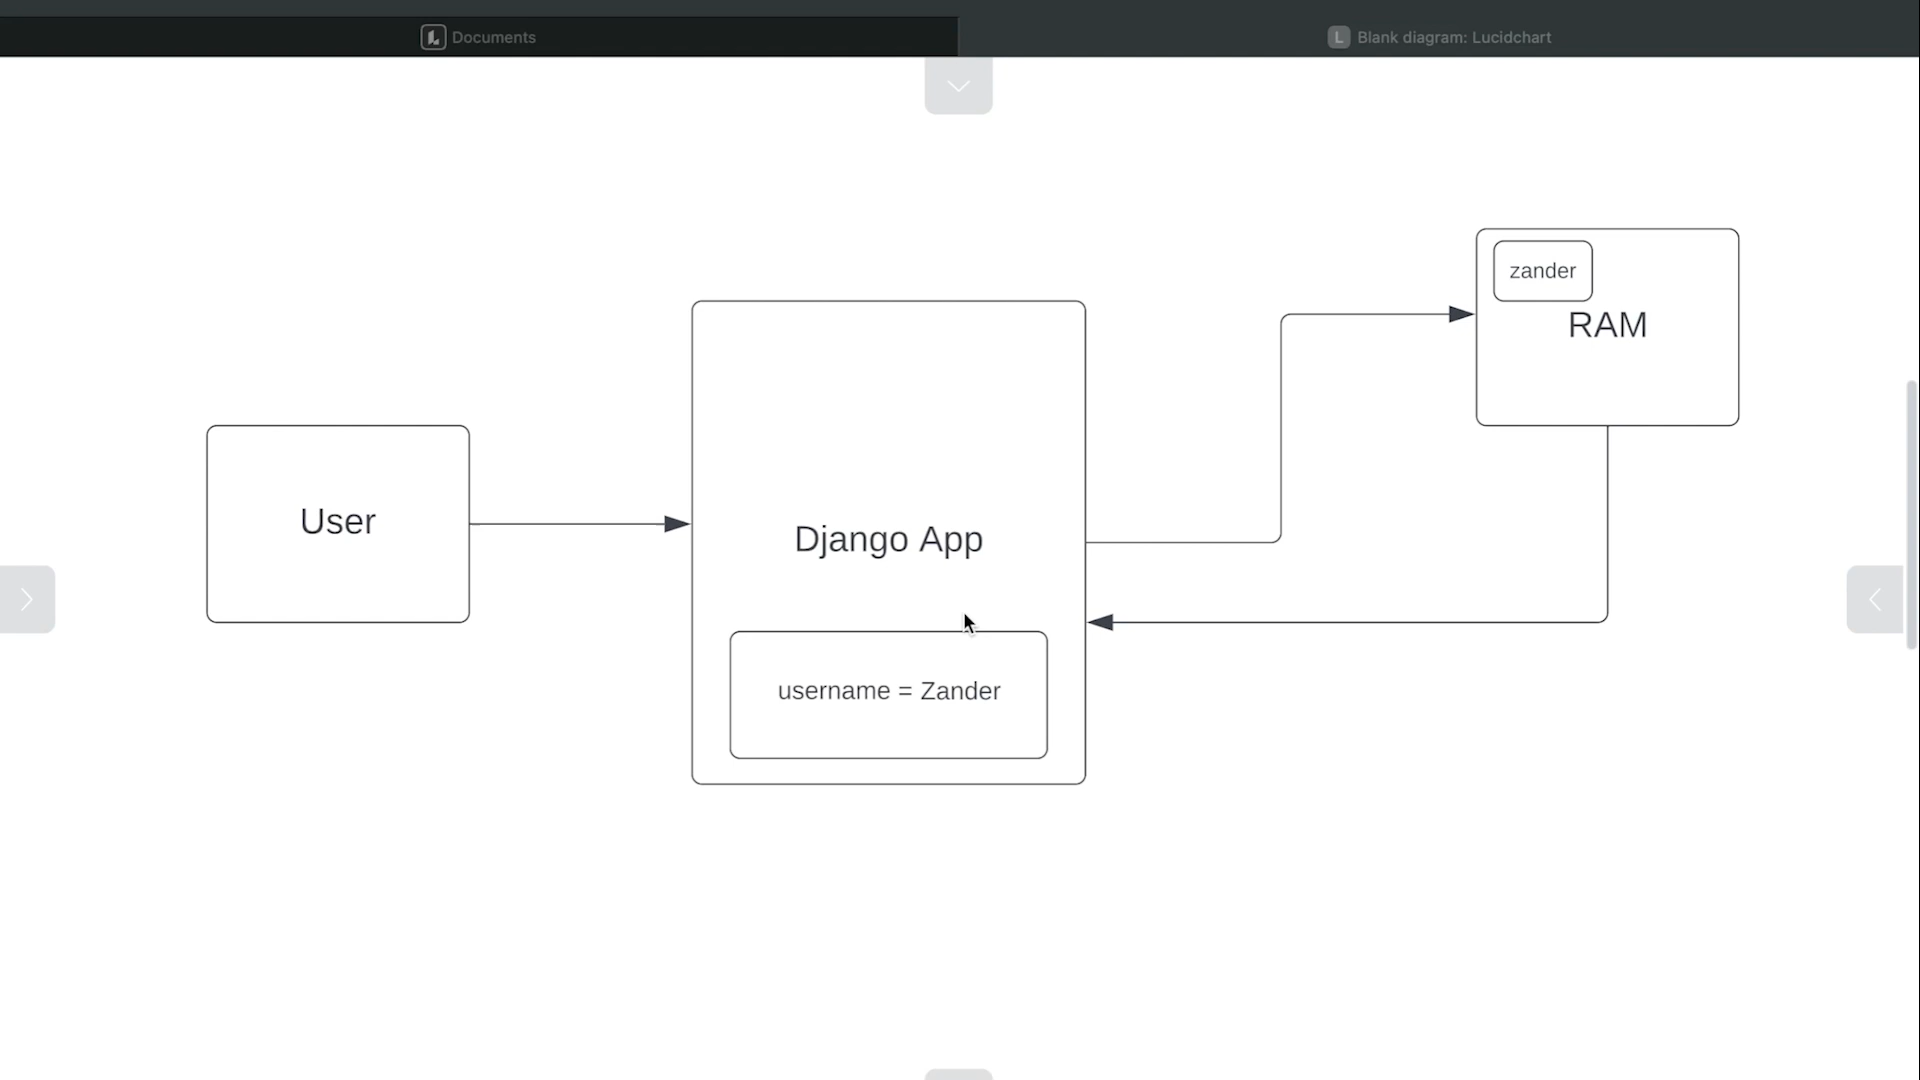 Documents
L Blank diagram: Lucidchart
zander
RAM
User
Django App
username = Zander